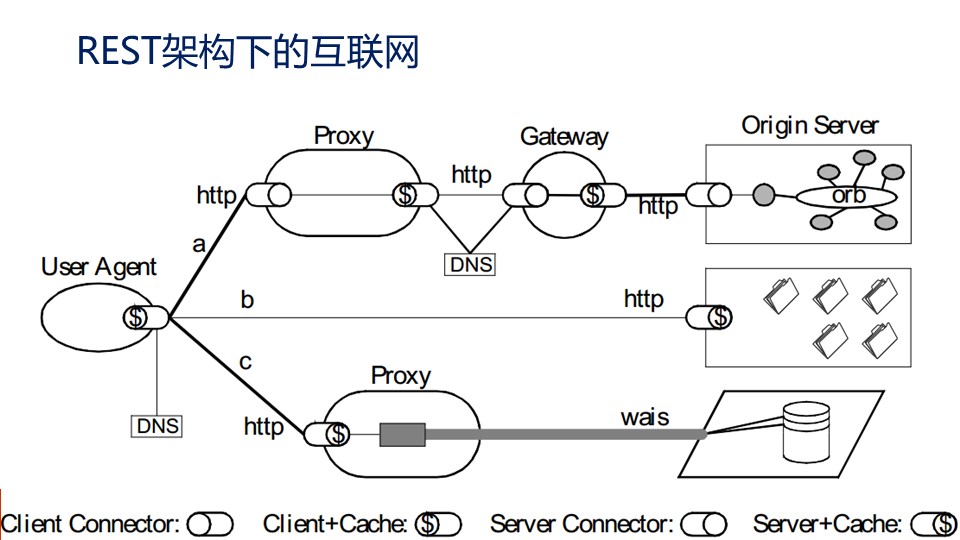 REST架构下的互联网
Origin Server
Proxy
Gateway
http
http
http
orb
a
DNS
User Agent
$
$
$
b
http
$
c
Proxy
DNS
http
$
wais
Client Connector:
Client+Cache: $
Server Connector:
Server+Cache: $